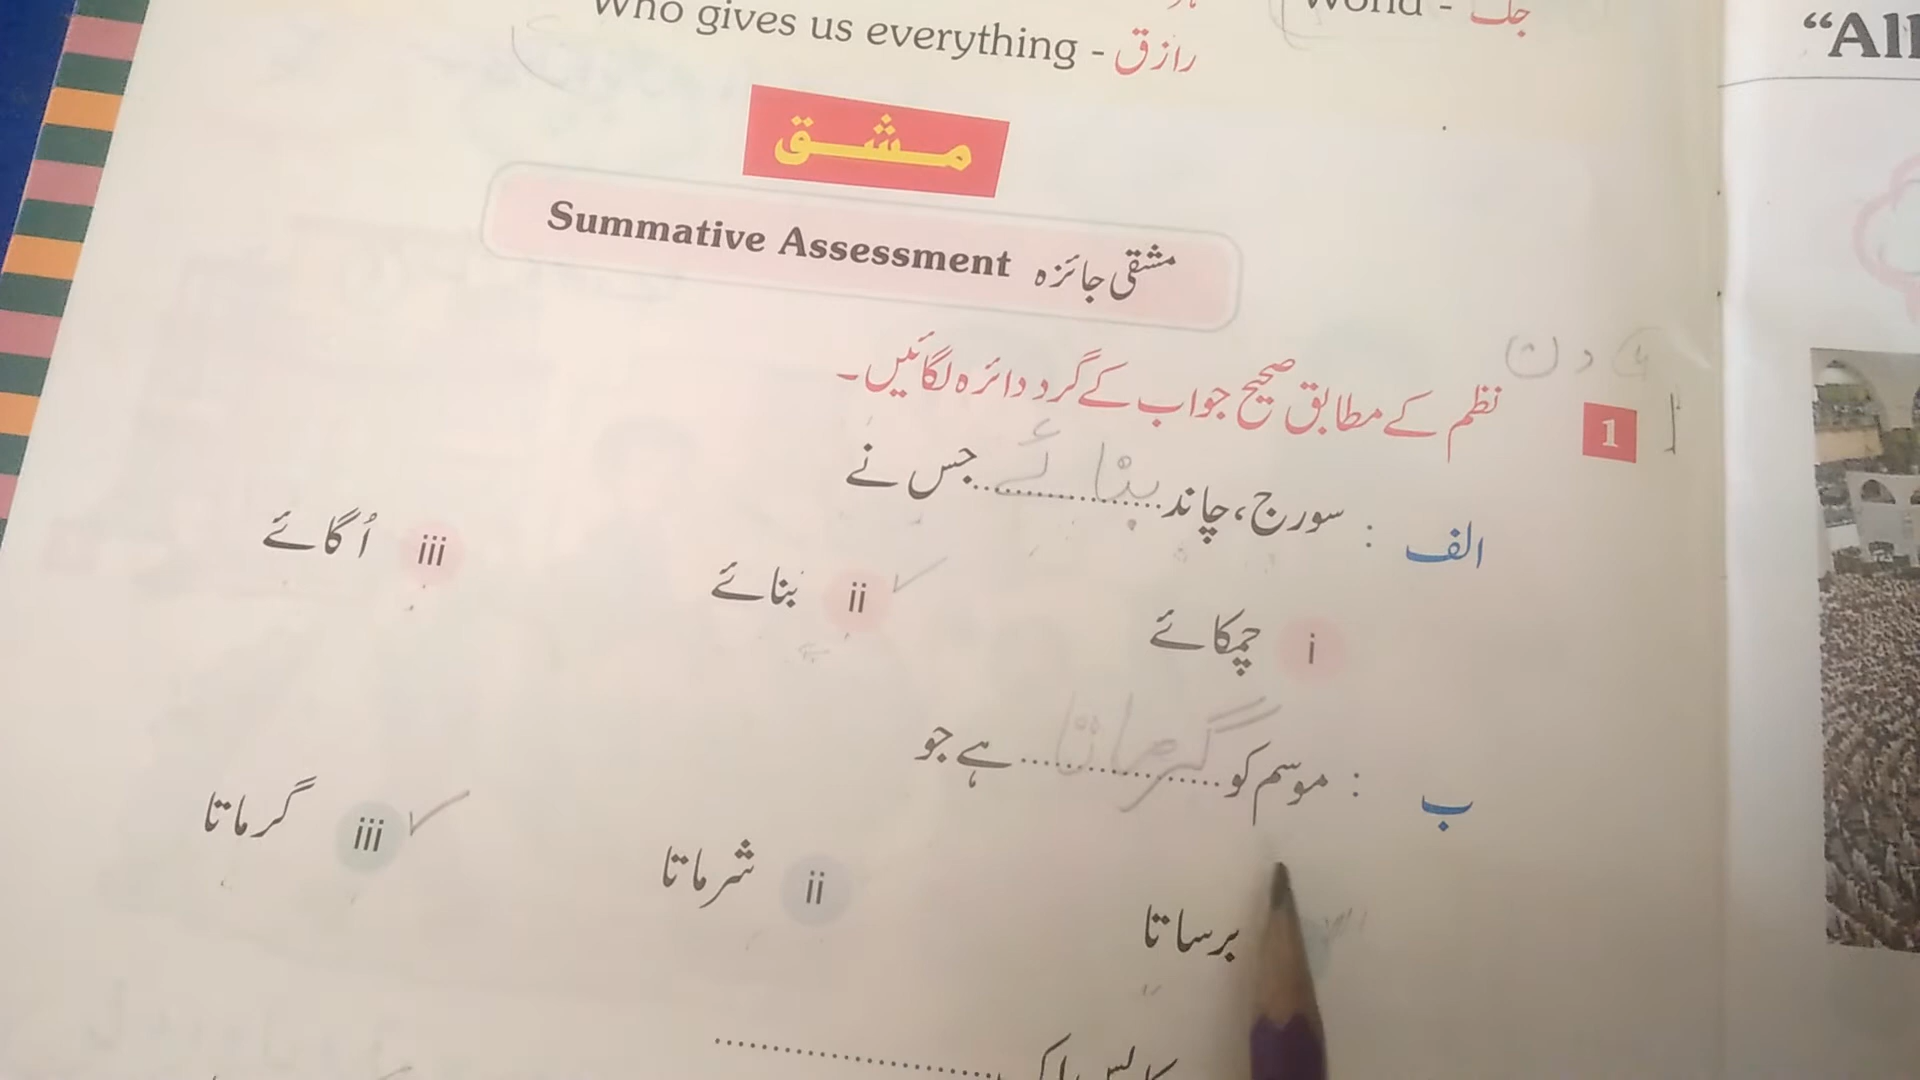 World - جگ
Who gives us everything - رازق
“All
مشق
Summative Assessment مشقی جائزہ
1 نظم کے مطابق صحیح جواب کے گرد دائرہ لگائیں۔
الف : سورج، چاند بنائے جس نے
i چمکائے ii بنائے iii اُگائے
ب : موسم کو گرماتا ہے جو
برساتا ii شرماتا iii گرماتا